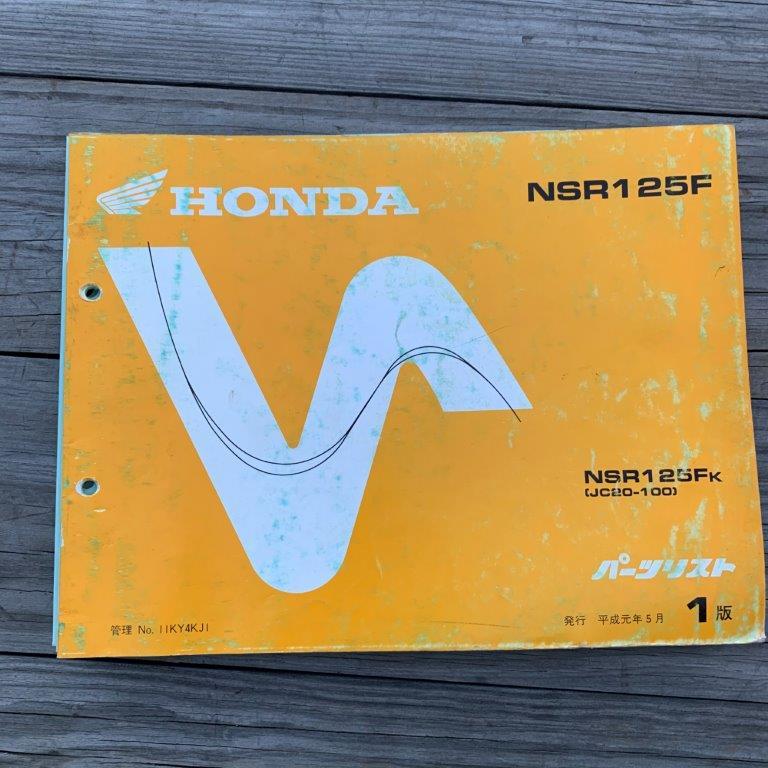 HONDA
NSR125F
NSR125FK
(JC20-100)
パーツリスト
管理 No. 11KY4KJ1
発行 平成元年5月 1版